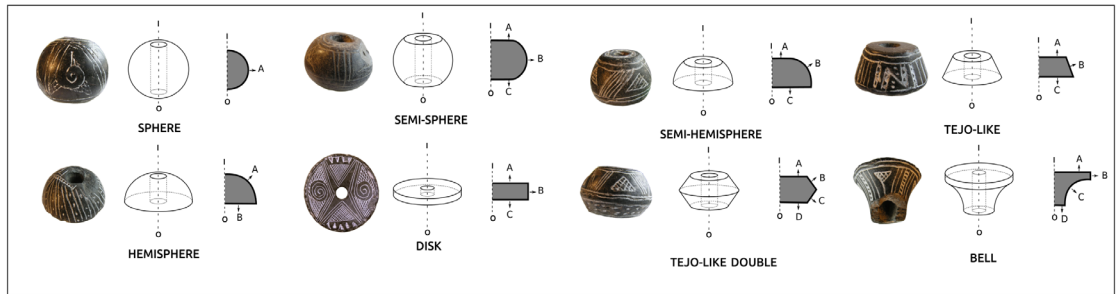 I
A
O
O
SPHERE
I
A
B
C
O
O
SEMI-SPHERE
I
A
B
C
O
O
SEMI-HEMISPHERE
I
A
B
C
O
O
TEJO-LIKE
I
A
B
O
O
HEMISPHERE
I
A
B
C
O
O
DISK
I
A
B
C
D
O
O
TEJO-LIKE DOUBLE
I
A
B
C
D
O
O
BELL